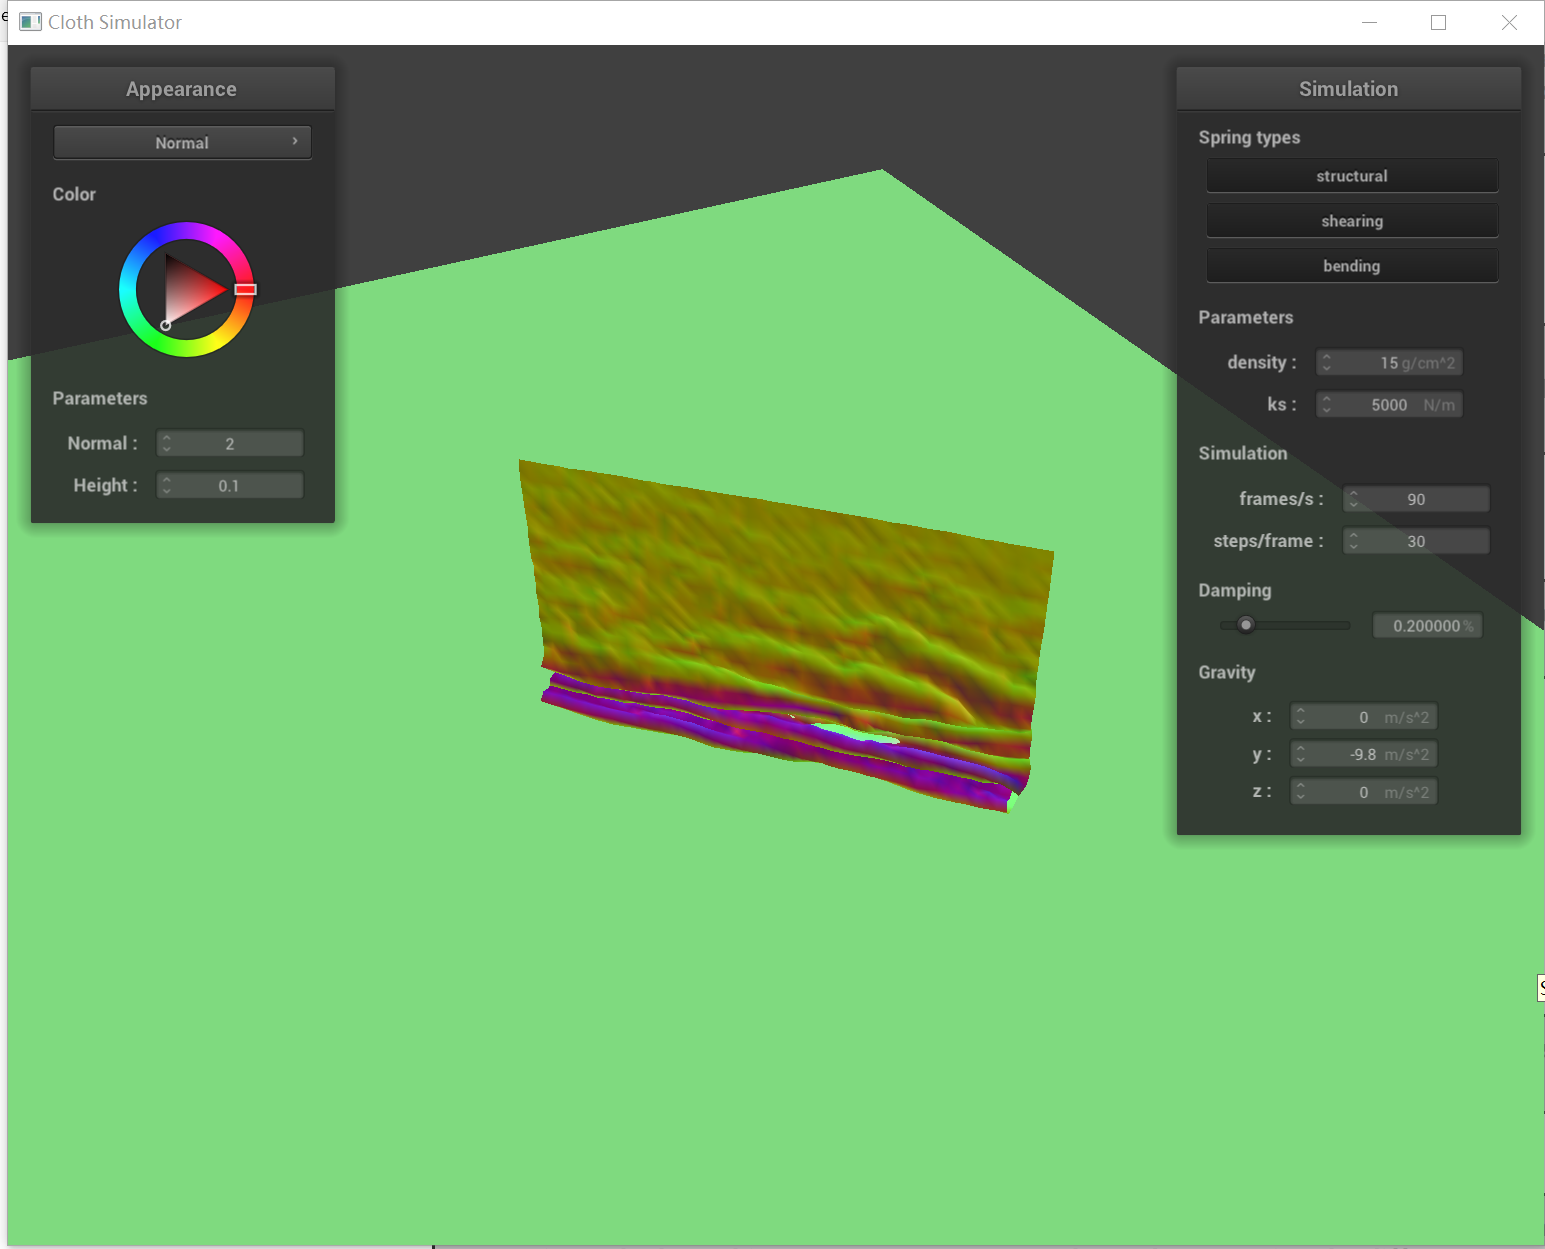 Cloth Simulator
Appearance
Normal
Color
Parameters
Normal : 2
Height : 0.1
Simulation
Spring types
structural
shearing
bending
Parameters
density : 15 g/cm^2
ks : 5000 N/m
Simulation
frames/s : 90
steps/frame : 30
Damping
0.200000 %
Gravity
x : 0 m/s^2
y : -9.8 m/s^2
z : 0 m/s^2